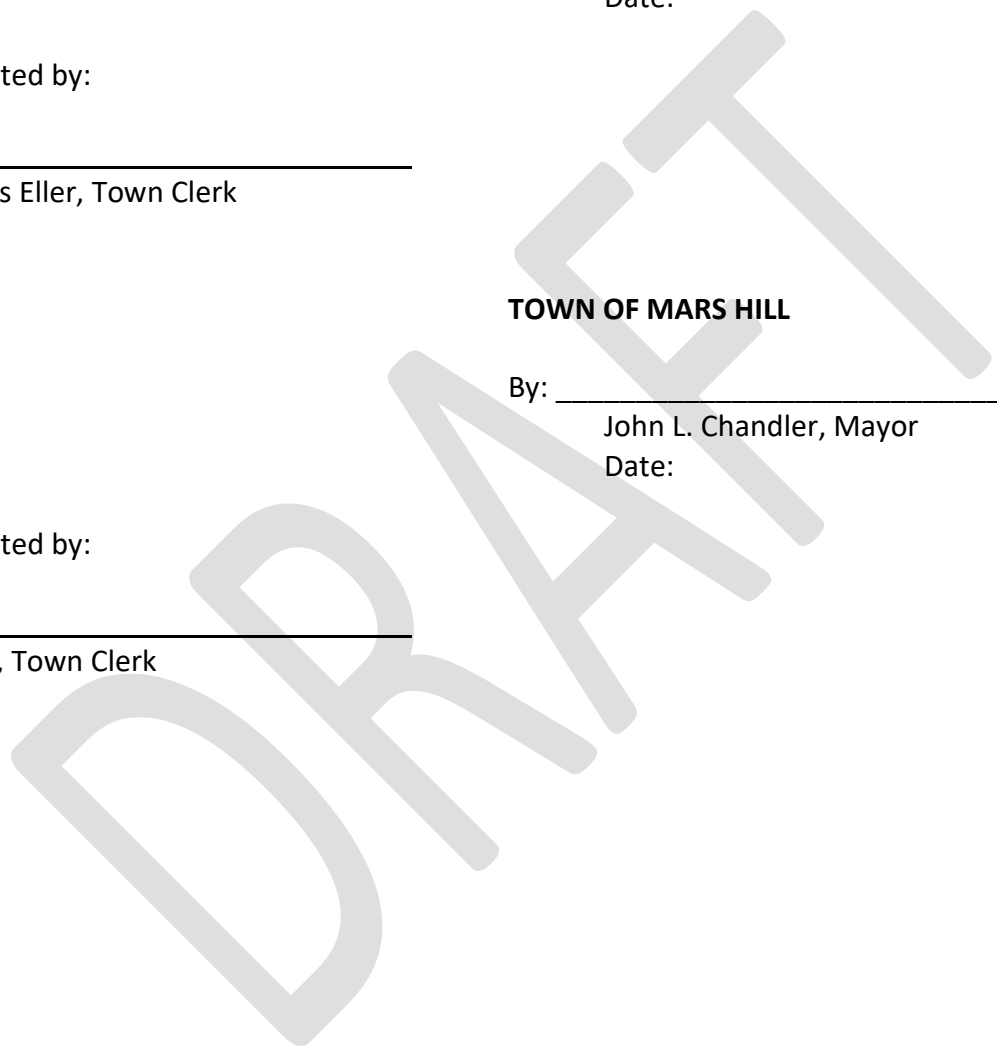 Date:
ted by:
s Eller, Town Clerk
TOWN OF MARS HILL
By: ____________________________
John L. Chandler, Mayor
Date:
ted by:
, Town Clerk
DRAFT